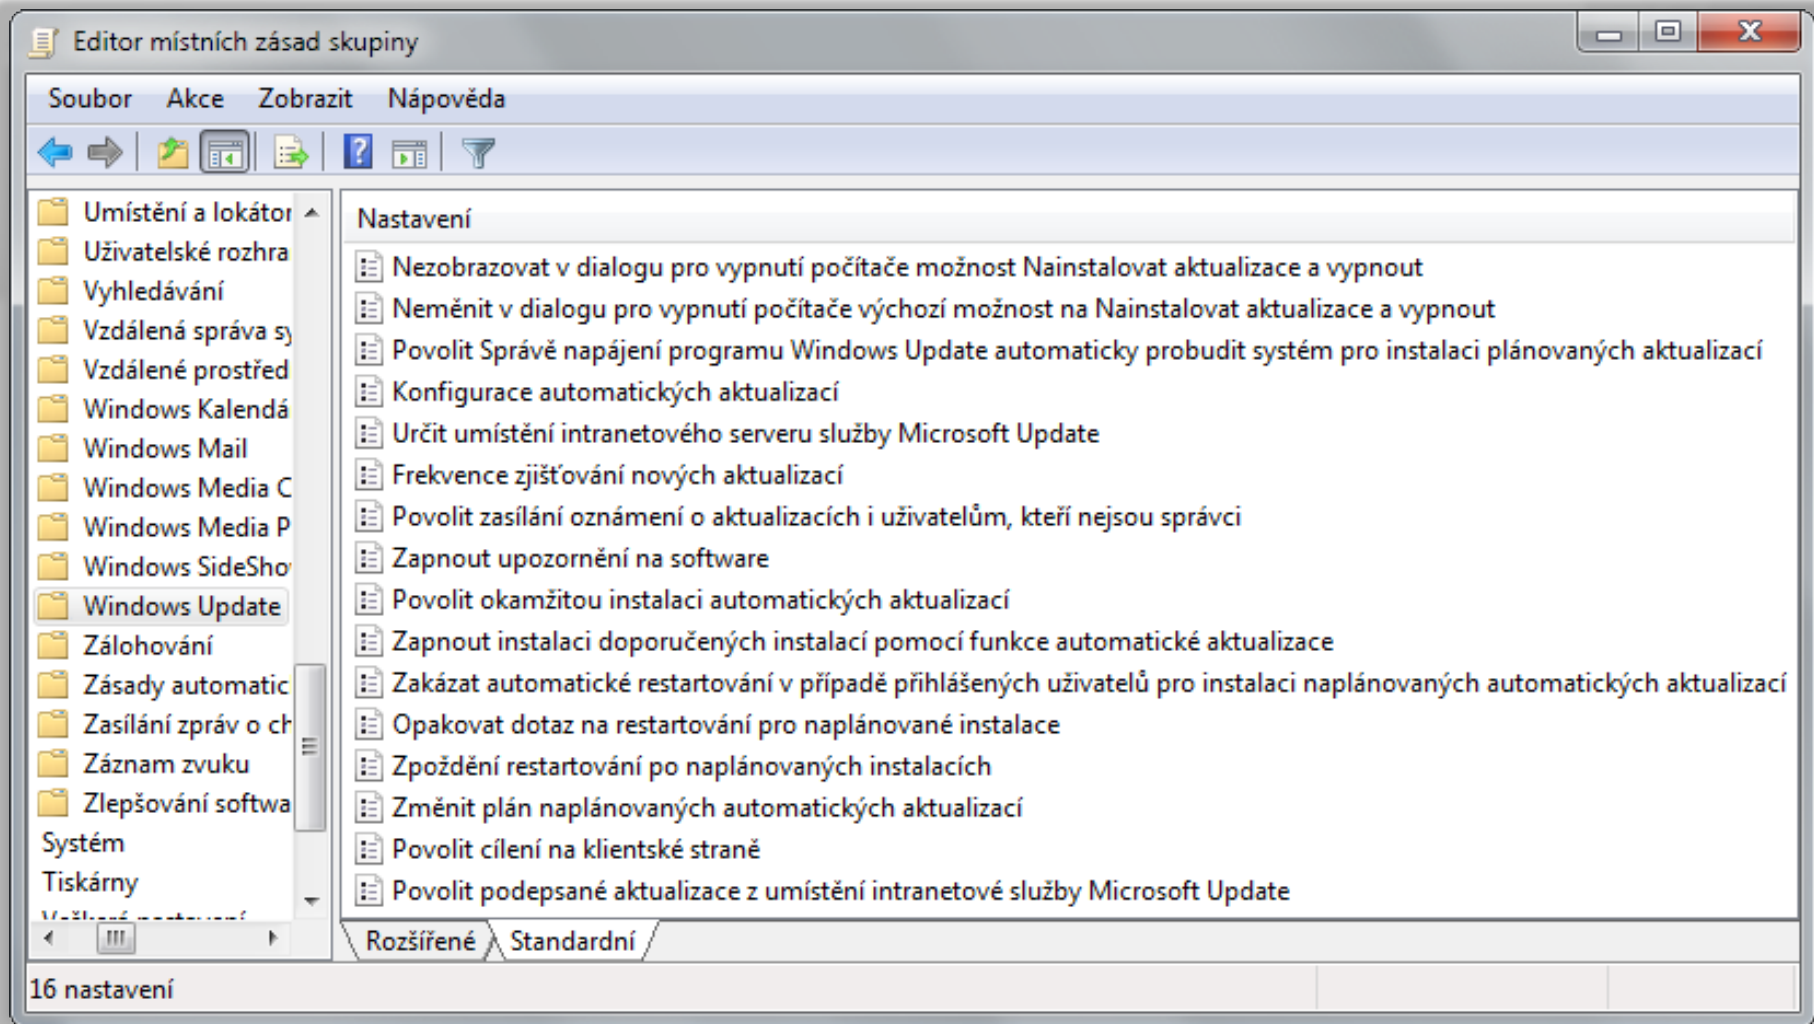 Editor místních zásad skupiny
Soubor Akce Zobrazit Nápověda
Umístění a lokátor
Uživatelské rozhra
Vyhledávání
Vzdálená správa sy
Vzdálené prostřed
Windows Kalendá
Windows Mail
Windows Media C
Windows Media P
Windows SideSho
Windows Update
Zálohování
Zásady automatic
Zasílání zpráv o ch
Záznam zvuku
Zlepšování softwa
Systém
Tiskárny
Nastavení
Nezobrazovat v dialogu pro vypnutí počítače možnost Nainstalovat aktualizace a vypnout
Neměnit v dialogu pro vypnutí počítače výchozí možnost na Nainstalovat aktualizace a vypnout
Povolit Správě napájení programu Windows Update automaticky probudit systém pro instalaci plánovaných aktualizací
Konfigurace automatických aktualizací
Určit umístění intranetového serveru služby Microsoft Update
Frekvence zjišťování nových aktualizací
Povolit zasílání oznámení o aktualizacích i uživatelům, kteří nejsou správci
Zapnout upozornění na software
Povolit okamžitou instalaci automatických aktualizací
Zapnout instalaci doporučených instalací pomocí funkce automatické aktualizace
Zakázat automatické restartování v případě přihlášených uživatelů pro instalaci naplánovaných automatických aktualizací
Opakovat dotaz na restartování pro naplánované instalace
Zpoždění restartování po naplánovaných instalacích
Změnit plán naplánovaných automatických aktualizací
Povolit cílení na klientské straně
Povolit podepsané aktualizace z umístění intranetové služby Microsoft Update
Rozšířené Standardní
16 nastavení